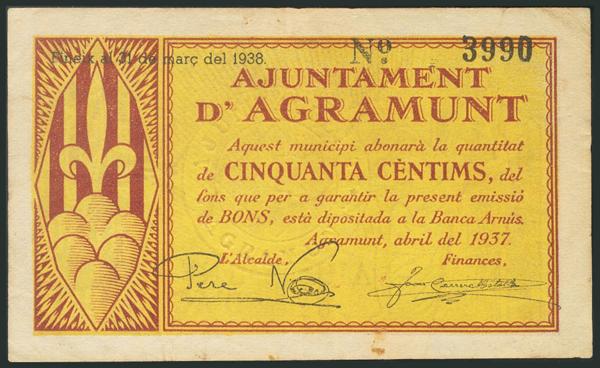 Fineix al 31 de març del 1938.
Nº 3990
AJUNTAMENT
D'AGRAMUNT
Aquest municipi abonarà la quantitat
de CINQUANTA CÈNTIMS, del
fons que per a garantir la present emissió
de BONS, està dipositada a la Banca Arnús.
Agramunt, abril del 1937.
L'Alcalde, Finances,
Pere